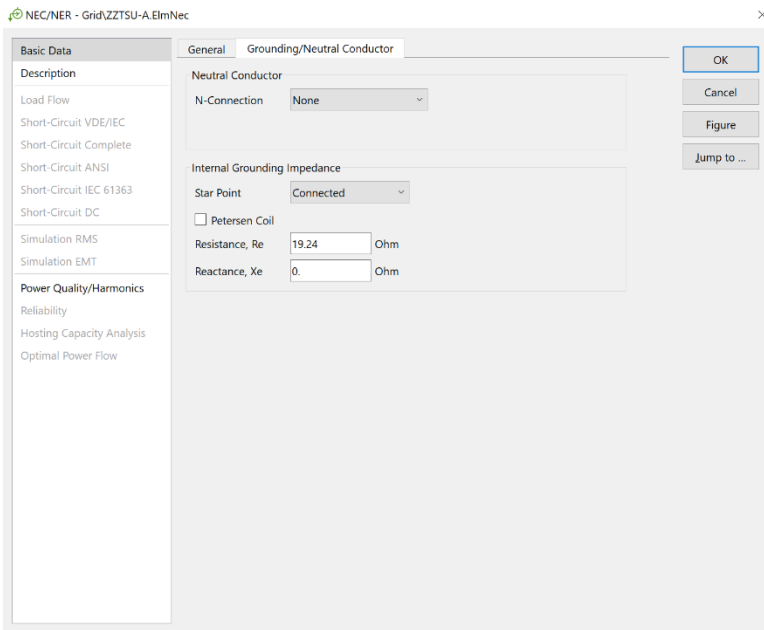 NEC/NER - Grid\ZZTSU-A.ElmNec
Basic Data
Description
Load Flow
Short-Circuit VDE/IEC
Short-Circuit Complete
Short-Circuit ANSI
Short-Circuit IEC 61363
Short-Circuit DC
Simulation RMS
Simulation EMT
Power Quality/Harmonics
Reliability
Hosting Capacity Analysis
Optimal Power Flow
General Grounding/Neutral Conductor
Neutral Conductor
N-Connection None
Internal Grounding Impedance
Star Point Connected
Petersen Coil
Resistance, Re 19.24 Ohm
Reactance, Xe 0. Ohm
OK
Cancel
Figure
Jump to ...